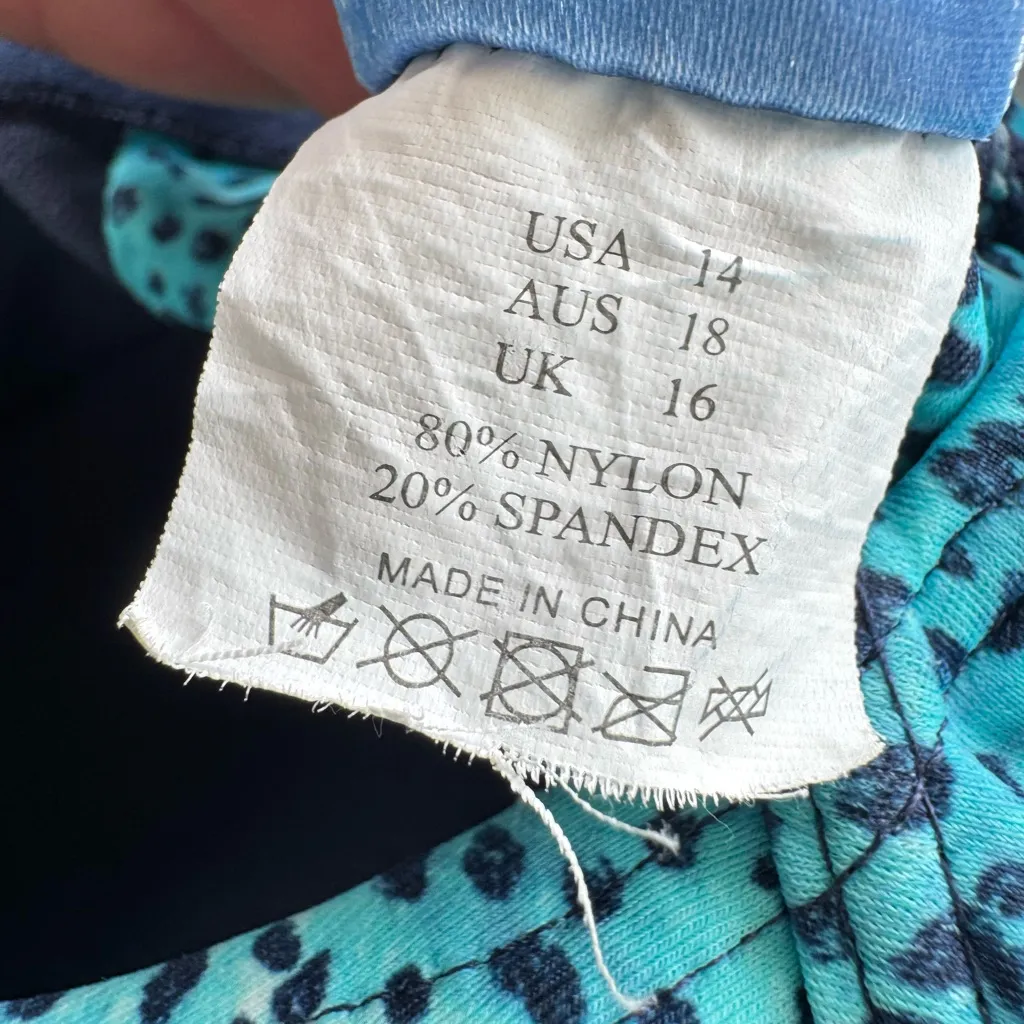 USA 14
AUS 18
UK 16
80% NYLON
20% SPANDEX
MADE IN CHINA